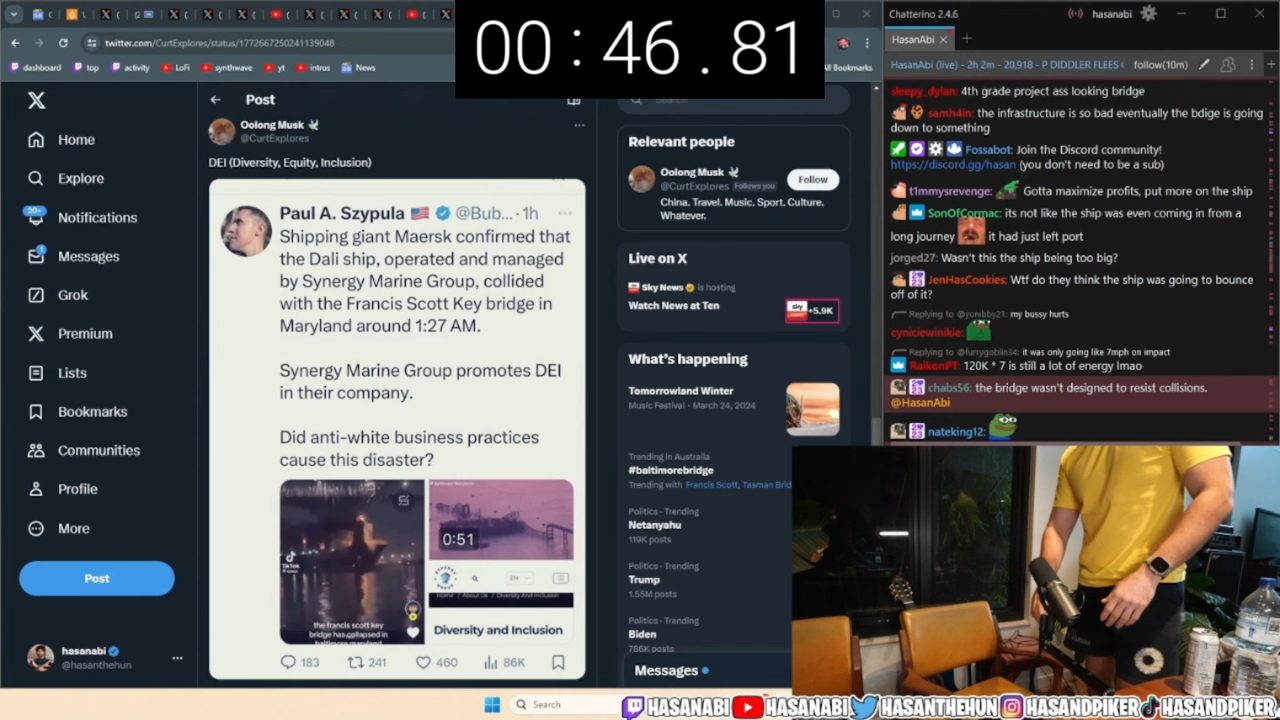 00 : 46 . 81
twitter.com/CurtExplores/status/1772667250241139048
dashboard
top
activity
LoFi
synthwave
yt
intros
News
All Bookmarks
Home
Explore
20+
Notifications
1
Messages
Grok
Premium
Lists
Bookmarks
Communities
Profile
More
Post
hasanabi
@hasanthehun
Post
Oolong Musk
@CurtExplores
DEI (Diversity, Equity, Inclusion)
Paul A. Szypula 🇺🇸 @Bub... · 1h
Shipping giant Maersk confirmed that
the Dali ship, operated and managed
by Synergy Marine Group, collided
with the Francis Scott Key bridge in
Maryland around 1:27 AM.
Synergy Marine Group promotes DEI
in their company.
Did anti-white business practices
cause this disaster?
TikTok
the francis scott key
bridge has collapsed in
baltimore maryland
0:51
EN
Home / About Us / Diversity And Inclusion
Diversity and Inclusion
183
241
460
86K
Search
Relevant people
Oolong Musk
@CurtExplores Follows you
Follow
China. Travel. Music. Sport. Culture.
Whatever.
Live on X
Sky News is hosting
Watch News at Ten
sky
+5.9K
What's happening
Tomorrowland Winter
Music Festival · March 24, 2024
Trending in Australia
#baltimorebridge
Trending with Francis Scott, Tasman Brid
Politics · Trending
Netanyahu
119K posts
Politics · Trending
Trump
1.55M posts
Politics · Trending
Biden
786K posts
Messages
Search
Chatterino 2.4.6
hasanabi
HasanAbi
HasanAbi (live) - 2h 2m - 20,918 - P DIDDLER FLEES
follow(10m)
sleepy_dylan: 4th grade project ass looking bridge
samh4in: the infrastructure is so bad eventually the bdige is going
down to something
Fossabot: Join the Discord community!
https://discord.gg/hasan (you don't need to be a sub)
t1mmysrevenge: Gotta maximize profits, put more on the ship
SonOfCormac: its not like the ship was even coming in from a
long journey it had just left port
jorged27: Wasn't this the ship being too big?
JenHasCookies: Wtf do they think the ship was going to bounce
off of it?
Replying to @yonibby21: my bussy hurts
cyniciewinikie:
Replying to @furrygoblin34: it was only going like 7mph on impact
RaikonPT: 120K * 7 is still a lot of energy lmao
chabs56: the bridge wasn't designed to resist collisions.
@HasanAbi
nateking12:
HASANABI
HASANABI
HASANTHEHUN
HASANDPIKER
HASANDPIKER